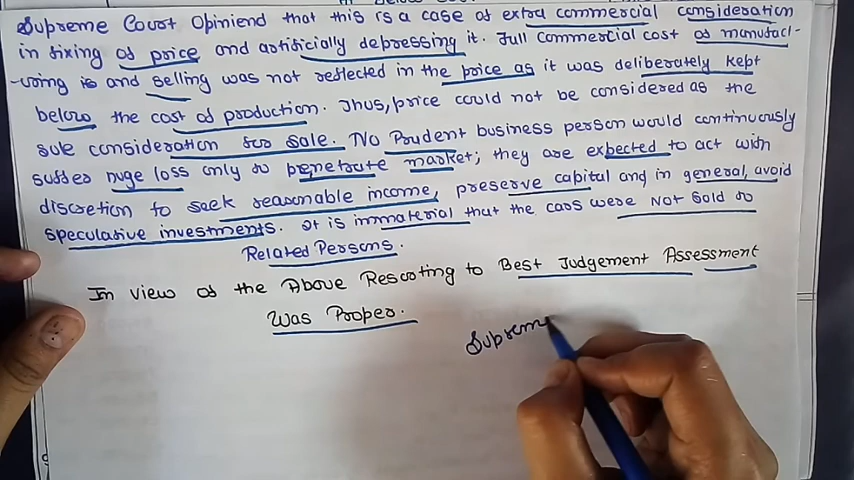 Supreme Court Opiniend that this is a case of extra commercial consideration
in fixing of price and artificially depressing it. Full commercial cost of manufact-
-uring is and selling was not reflected in the price as it was deliberately kept
below the cost of production. Thus, price could not be considered as the
sole consideration for sale. No Prudent business person would continuously
suffer huge loss only to penetrate market; they are expected to act with
discretion to seek reasonable income, preserve capital and in general, avoid
speculative investments. It is immaterial that the cars were Not Sold to
Related Persons.
In view of the Above Resorting to Best Judgement Assessment
Was Proper.
Supreme